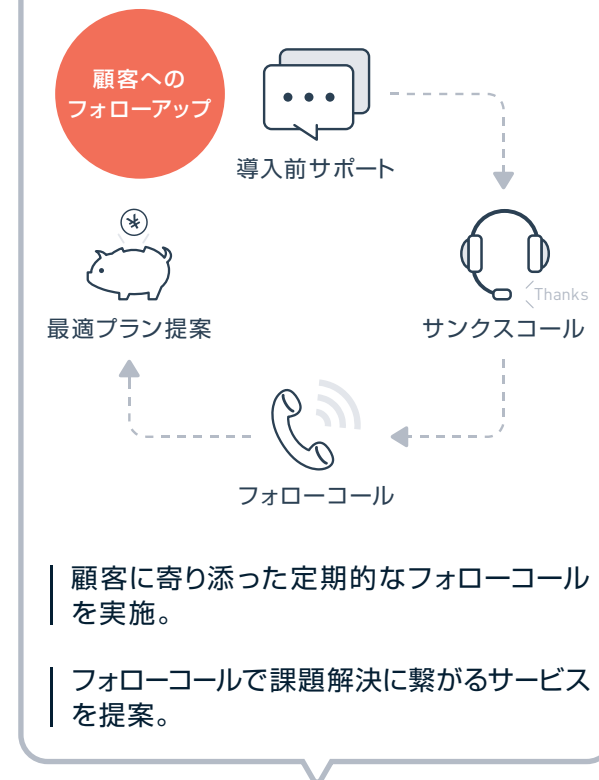 顧客への
フォローアップ
導入前サポート
Thanks
サンクスコール
フォローコール
最適プラン提案
顧客に寄り添った定期的なフォローコール
を実施。
フォローコールで課題解決に繋がるサービス
を提案。